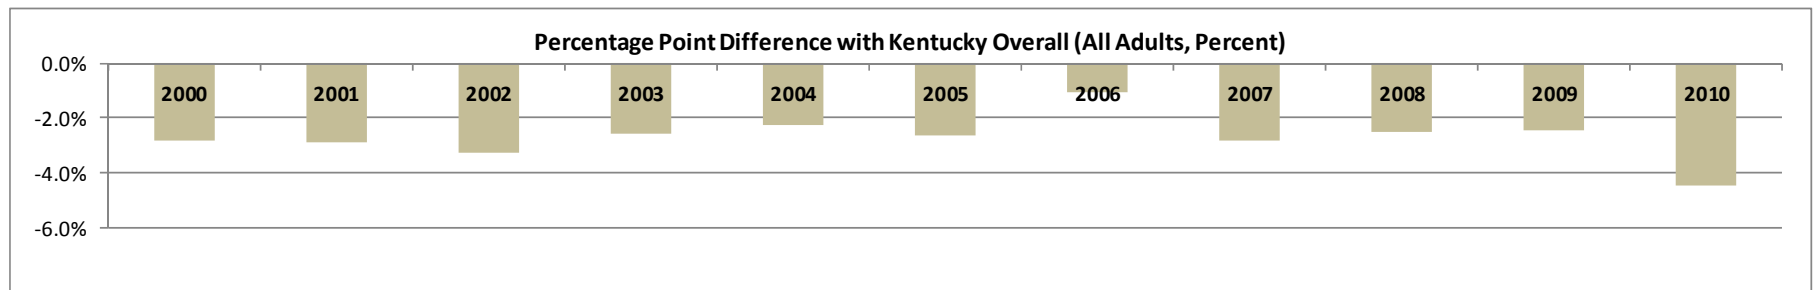 Percentage Point Difference with Kentucky Overall (All Adults, Percent)
0.0%
2000 2001 2002 2003 2004 2005 2006 2007 2008 2009 2010
-2.0%
-4.0%
-6.0%